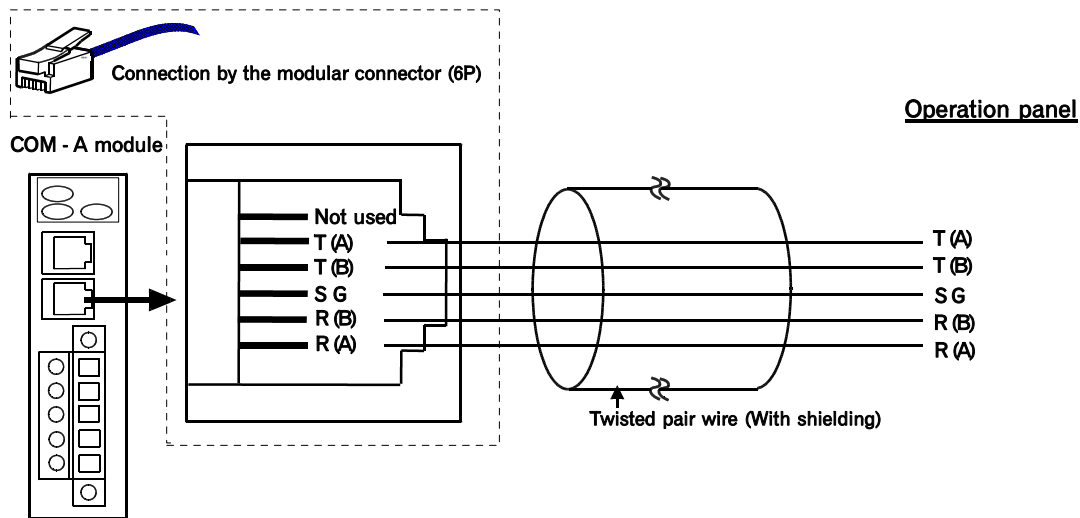 Connection by the modular connector (6P)
Operation panel
COM - A module
Not used
T (A)
T (B)
S G
R (B)
R (A)
T (A)
T (B)
S G
R (B)
R (A)
Twisted pair wire (With shielding)